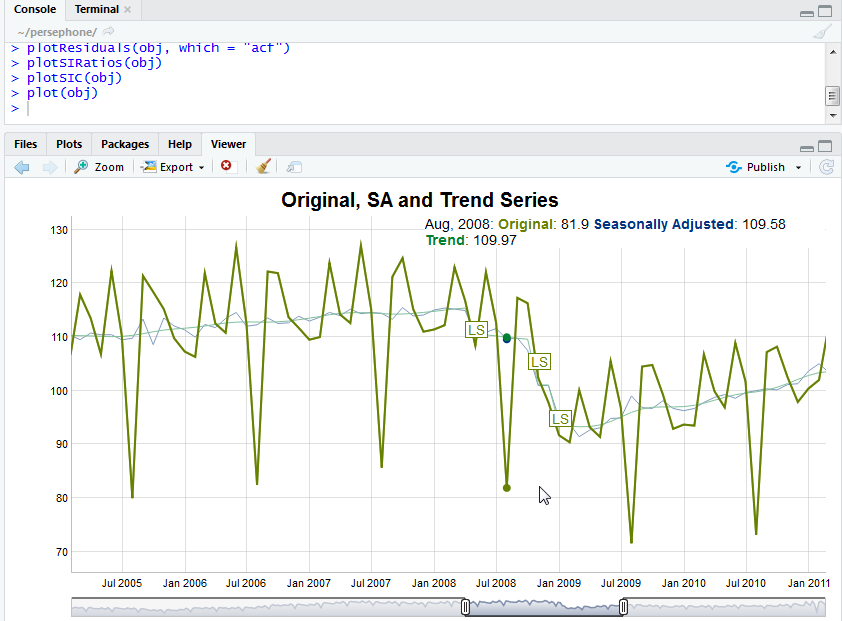 Console Terminal ×
~/persephone/
> plotResiduals(obj, which = "acf")
> plotSIRatios(obj)
> plotSIC(obj)
> plot(obj)
>
Files Plots Packages Help Viewer
Zoom Export Publish
Original, SA and Trend Series
Aug, 2008: Original: 81.9 Seasonally Adjusted: 109.58
Trend: 109.97
130
120
110
100
90
80
70
LS
LS
LS
Jul 2005 Jan 2006 Jul 2006 Jan 2007 Jul 2007 Jan 2008 Jul 2008 Jan 2009 Jul 2009 Jan 2010 Jul 2010 Jan 2011